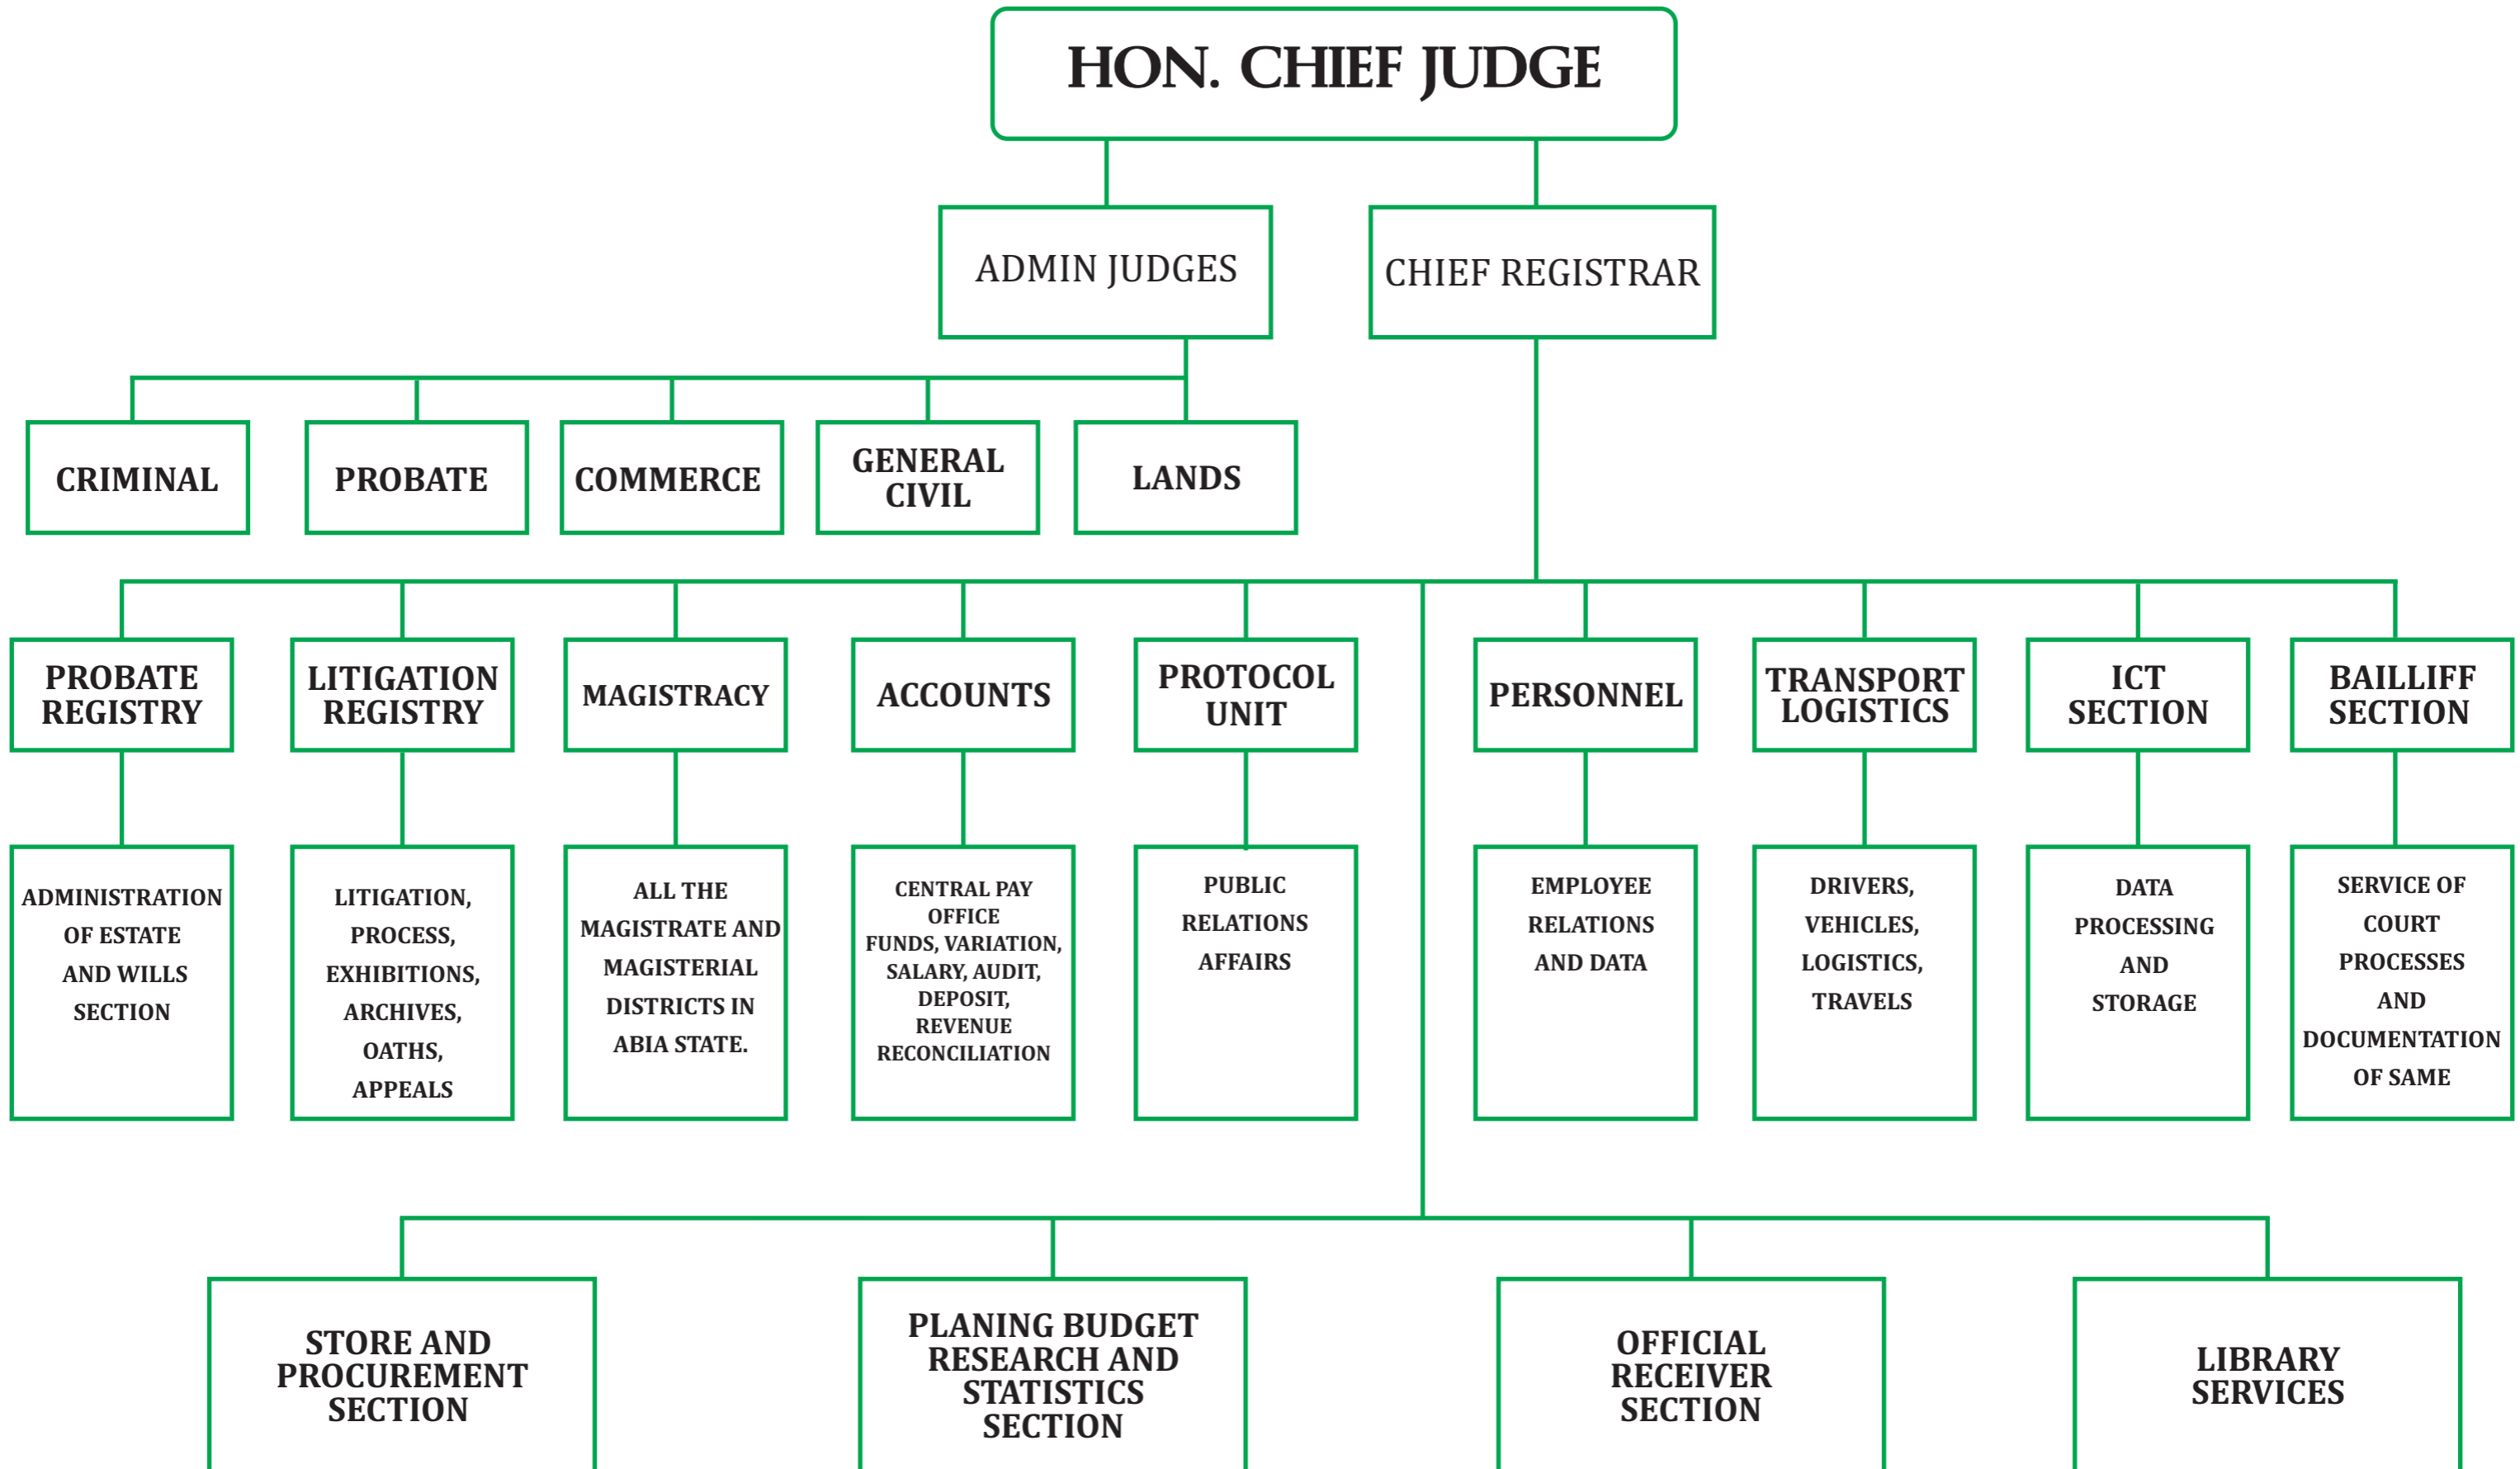 HON. CHIEF JUDGE
ADMIN JUDGES
CHIEF REGISTRAR
CRIMINAL
PROBATE
COMMERCE
GENERAL
CIVIL
LANDS
PROBATE
REGISTRY
LITIGATION
REGISTRY
MAGISTRACY
ACCOUNTS
PROTOCOL
UNIT
PERSONNEL
TRANSPORT
LOGISTICS
ICT
SECTION
BAILLIFF
SECTION
ADMINISTRATION
OF ESTATE
AND WILLS
SECTION
LITIGATION,
PROCESS,
EXHIBITIONS,
ARCHIVES,
OATHS,
APPEALS
ALL THE
MAGISTRATE AND
MAGISTERIAL
DISTRICTS IN
ABIA STATE.
CENTRAL PAY
OFFICE
FUNDS, VARIATION,
SALARY, AUDIT,
DEPOSIT,
REVENUE
RECONCILIATION
PUBLIC
RELATIONS
AFFAIRS
EMPLOYEE
RELATIONS
AND DATA
DRIVERS,
VEHICLES,
LOGISTICS,
TRAVELS
DATA
PROCESSING
AND
STORAGE
SERVICE OF
COURT
PROCESSES
AND
DOCUMENTATION
OF SAME
STORE AND
PROCUREMENT
SECTION
PLANING BUDGET
RESEARCH AND
STATISTICS
SECTION
OFFICIAL
RECEIVER
SECTION
LIBRARY
SERVICES